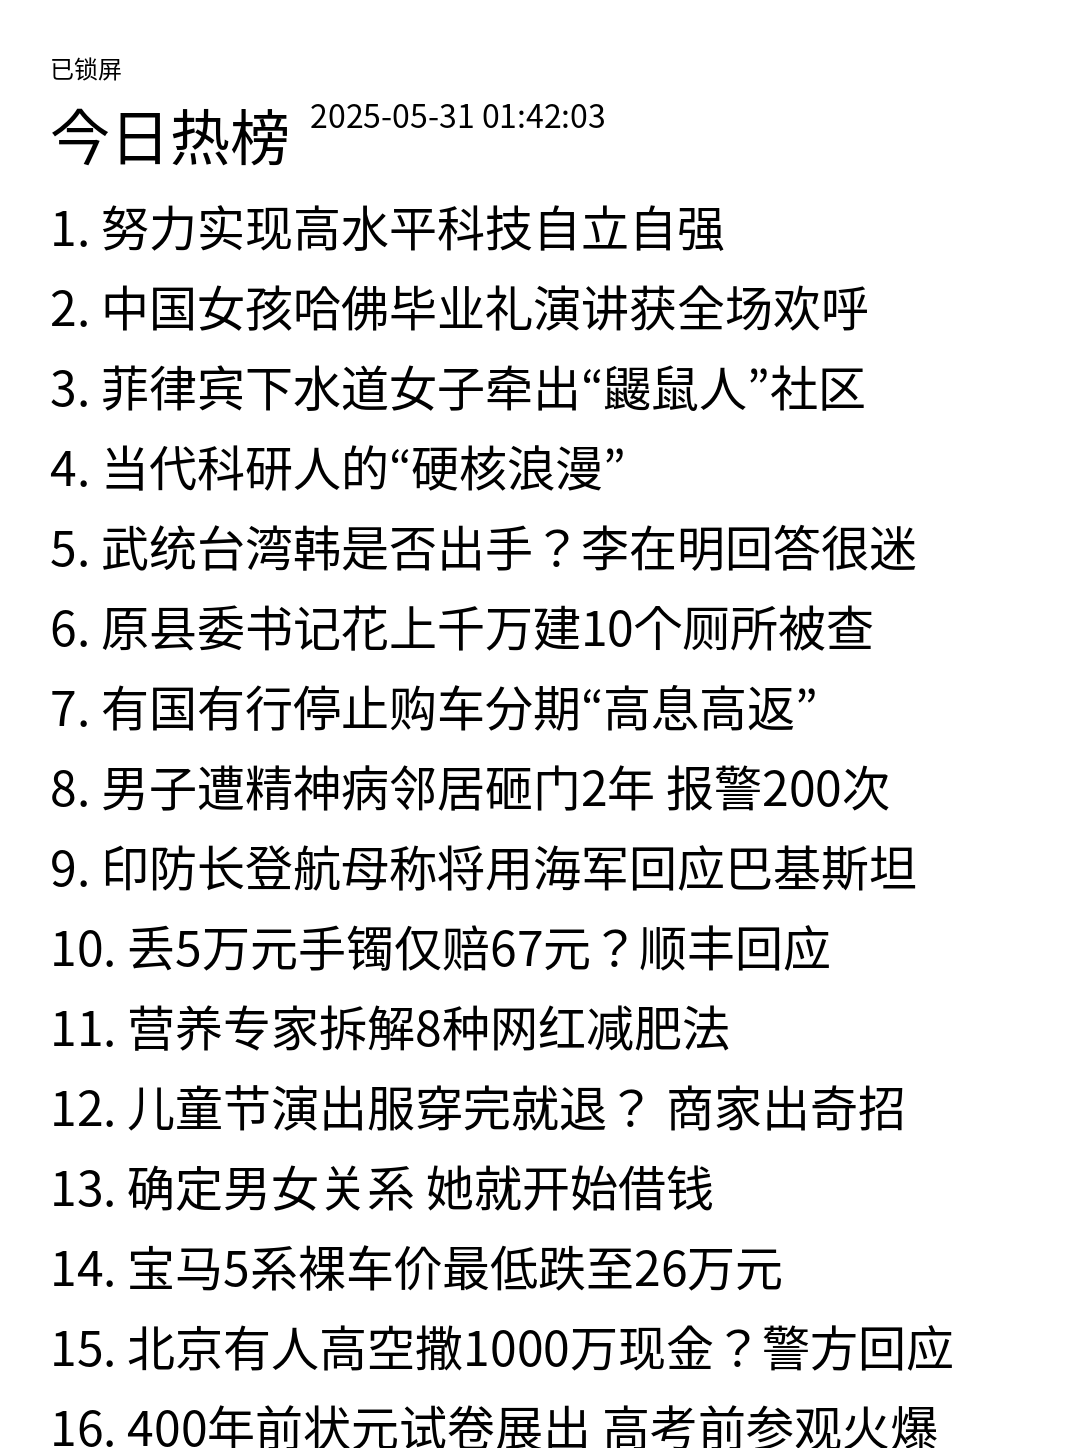 已锁屏
今日热榜 2025-05-31 01:42:03
1. 努力实现高水平科技自立自强
2. 中国女孩哈佛毕业礼演讲获全场欢呼
3. 菲律宾下水道女子牵出“鼹鼠人”社区
4. 当代科研人的“硬核浪漫”
5. 武统台湾韩是否出手？李在明回答很迷
6. 原县委书记花上千万建10个厕所被查
7. 有国有行停止购车分期“高息高返”
8. 男子遭精神病邻居砸门2年 报警200次
9. 印防长登航母称将用海军回应巴基斯坦
10. 丢5万元手镯仅赔67元？顺丰回应
11. 营养专家拆解8种网红减肥法
12. 儿童节演出服穿完就退？ 商家出奇招
13. 确定男女关系 她就开始借钱
14. 宝马5系裸车价最低跌至26万元
15. 北京有人高空撒1000万现金？警方回应
16. 400年前状元试卷展出 高考前参观火爆